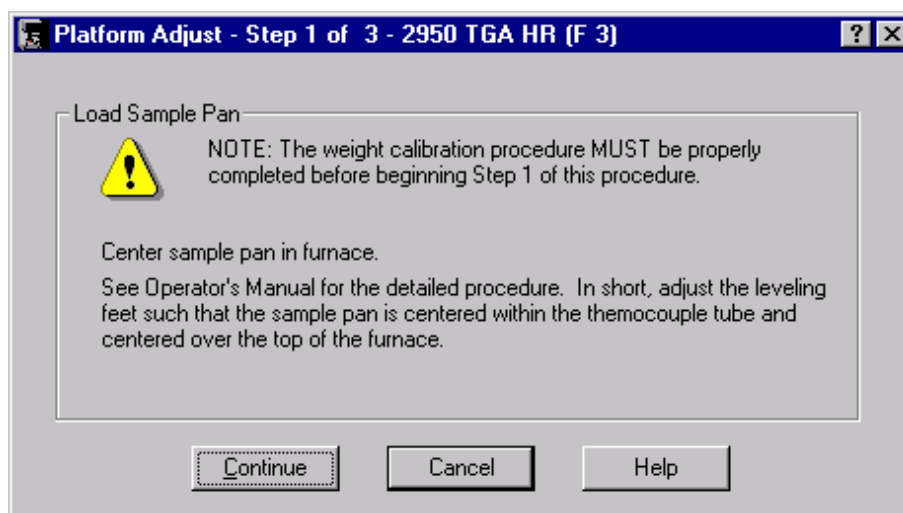 Platform Adjust - Step 1 of 3 - 2950 TGA HR (F 3)
Load Sample Pan
NOTE: The weight calibration procedure MUST be properly
completed before beginning Step 1 of this procedure.
Center sample pan in furnace.
See Operator's Manual for the detailed procedure. In short, adjust the leveling
feet such that the sample pan is centered within the themocouple tube and
centered over the top of the furnace.
Continue Cancel Help